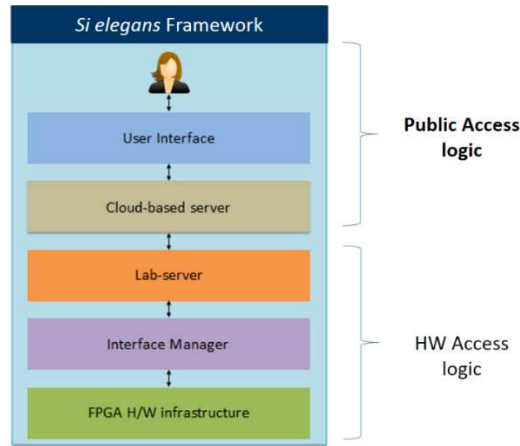 Si elegans Framework
User Interface
Cloud-based server
Lab-server
Interface Manager
FPGA H/W infrastructure
Public Access
logic
HW Access
logic